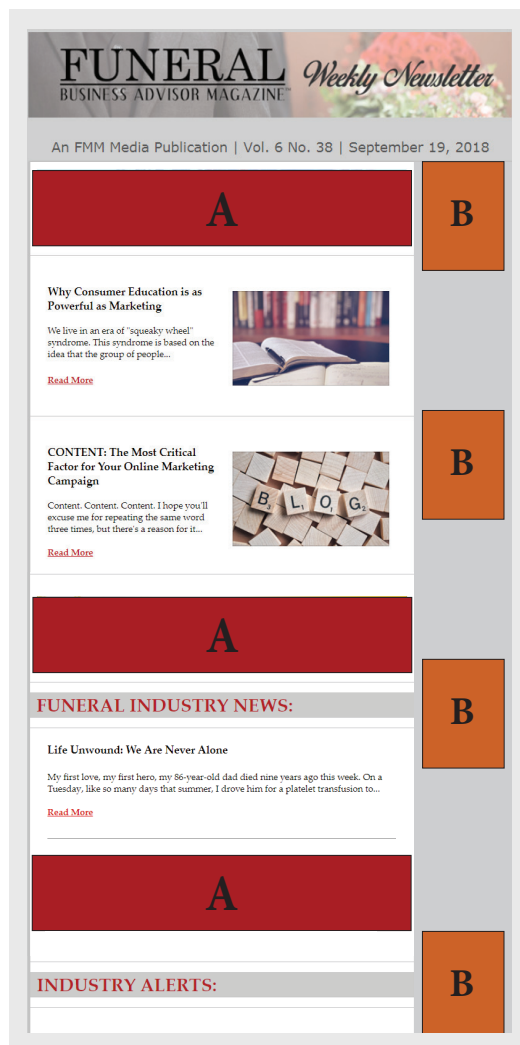 FUNERAL
BUSINESS ADVISOR MAGAZINE™
Weekly Newsletter
An FMM Media Publication | Vol. 6 No. 38 | September 19, 2018
A
B
Why Consumer Education is as
Powerful as Marketing
We live in an era of "squeaky wheel"
syndrome. This syndrome is based on the
idea that the group of people...
Read More
B
CONTENT: The Most Critical
Factor for Your Online Marketing
Campaign
Content. Content. Content. I hope you'll
excuse me for repeating the same word
three times, but there's a reason for it...
Read More
B L O G
A
B
FUNERAL INDUSTRY NEWS:
Life Unwound: We Are Never Alone
My first love, my first hero, my 86-year-old dad died nine years ago this week. On a
Tuesday, like so many days that summer, I drove him for a platelet transfusion to...
Read More
A
B
INDUSTRY ALERTS: